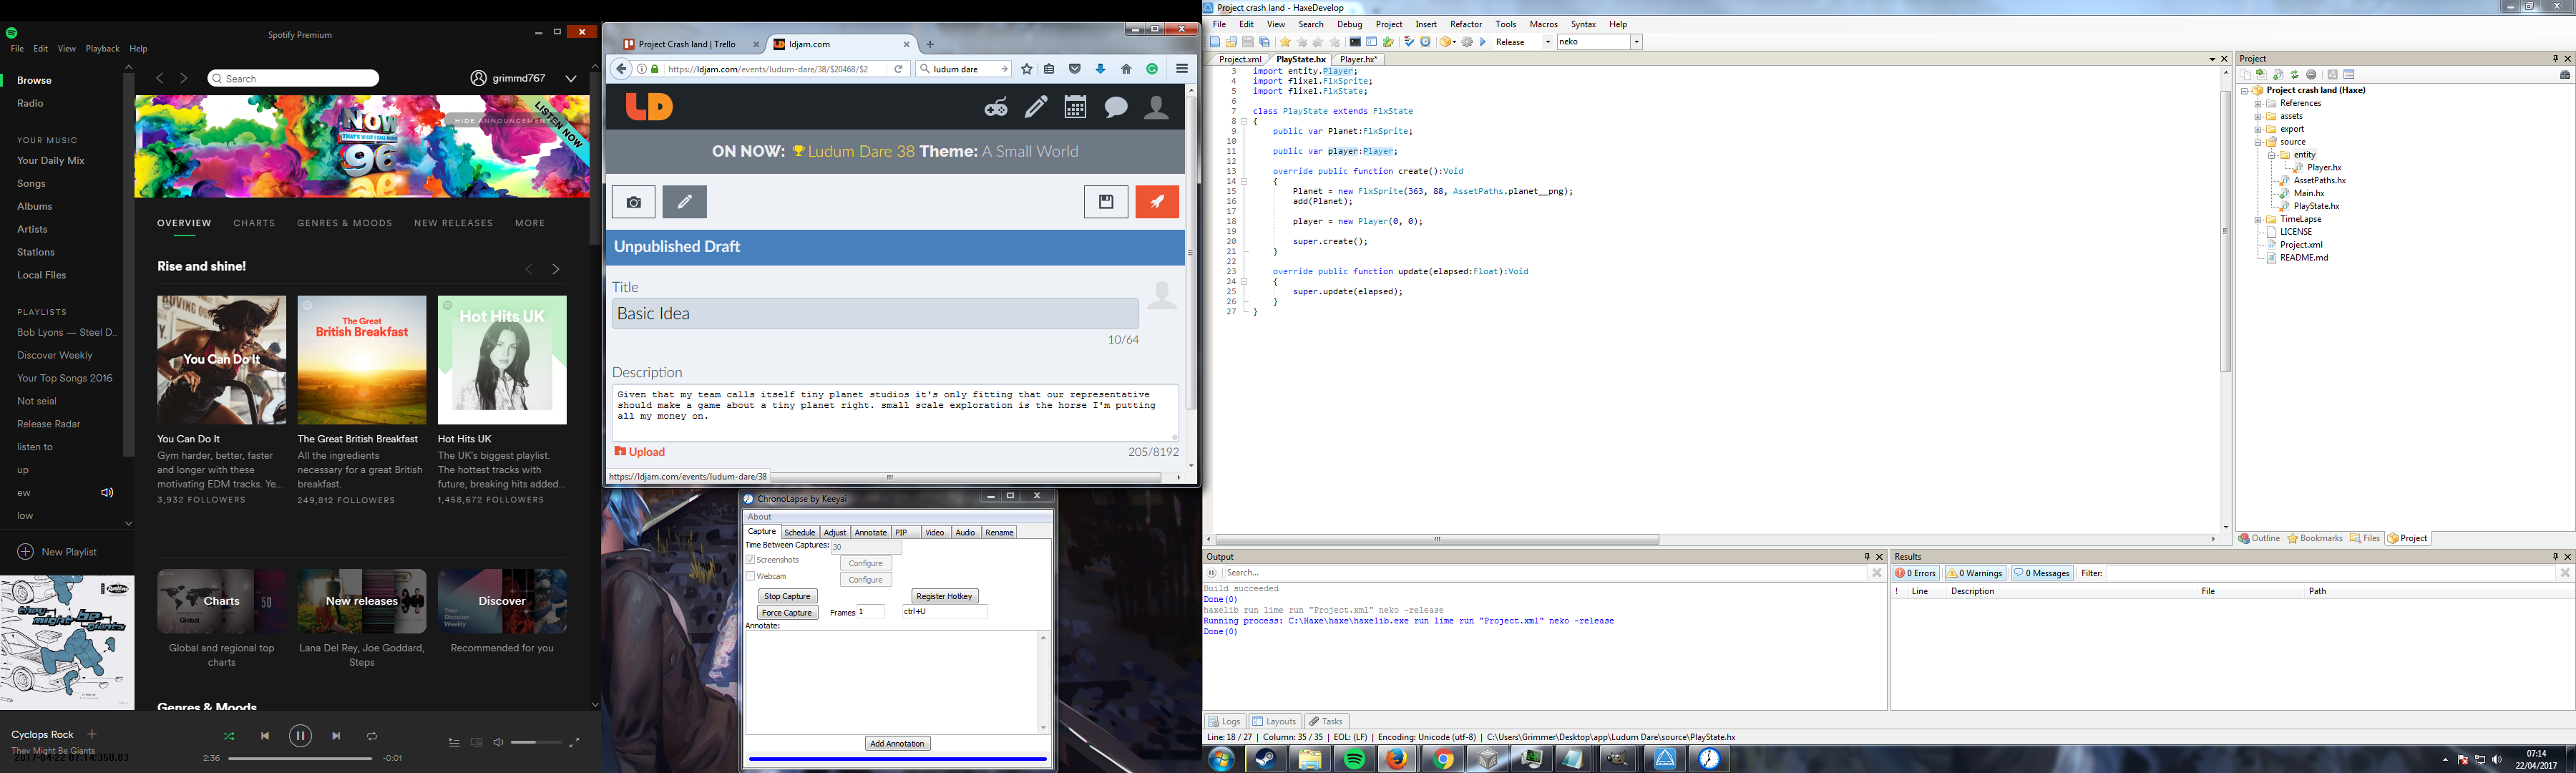 Spotify Premium
File Edit View Playback Help
Browse
Radio
YOUR MUSIC
Your Daily Mix
Songs
Albums
Artists
Stations
Local Files
PLAYLISTS
Bob Lyons — Steel D..
Discover Weekly
Your Top Songs 2016
Not seial
Release Radar
listen to
up
ew
low
New Playlist
they might be giants
Search
grimmd767
NOW
THAT'S WHAT I CALL MUSIC
96
HIDE ANNOUNCEMENT
LISTEN NOW
OVERVIEW CHARTS GENRES & MOODS NEW RELEASES MORE
Rise and shine!
You Can Do It
The Great
British Breakfast
Hot Hits UK
You Can Do It
Gym harder, better, faster
and longer with these
motivating EDM tracks. Ye...
3,932 FOLLOWERS
The Great British Breakfast
All the ingredients
necessary for a great British
breakfast.
249,812 FOLLOWERS
Hot Hits UK
The UK's biggest playlist.
The hottest tracks with
future, breaking hits added...
1,458,672 FOLLOWERS
Charts
Global and regional top
charts
New releases
Lana Del Rey, Joe Goddard,
Steps
Discover
Recommended for you
Genres & Moods
Cyclops Rock
They Might Be Giants
2017-04-22 07:14:350.03
2:36
-0:01
Project Crash land | Trello
ldjam.com
https://ldjam.com/events/ludum-dare/38/$20468/$2
ludum dare
LD
ON NOW: Ludum Dare 38 Theme: A Small World
Unpublished Draft
Title
Basic Idea
10/64
Description
Given that my team calls itself tiny planet studios it's only fitting that our representative
should make a game about a tiny planet right. small scale exploration is the horse I'm putting
all my money on.
Upload
205/8192
https://ldjam.com/events/ludum-dare/38
ChronoLapse by Keeyai
About
Capture Schedule Adjust Annotate PIP Video Audio Rename
Time Between Captures: 30
Screenshots Configure
Webcam Configure
Stop Capture Register Hotkey
Force Capture Frames 1 ctrl+U
Annotate:
Add Annotation
Project crash land - HaxeDevelop
File Edit View Search Debug Project Insert Refactor Tools Macros Syntax Help
Release neko
Project.xml PlayState.hx Player.hx*
3 import entity.Player;
4 import flixel.FlxSprite;
5 import flixel.FlxState;
6
7 class PlayState extends FlxState
8 {
9 public var Planet:FlxSprite;
10
11 public var player:Player;
12
13 override public function create():Void
14 {
15 Planet = new FlxSprite(363, 88, AssetPaths.planet__png);
16 add(Planet);
17
18 player = new Player(0, 0);
19
20 super.create();
21 }
22
23 override public function update(elapsed:Float):Void
24 {
25 super.update(elapsed);
26 }
27 }
Project
Project crash land (Haxe)
References
assets
export
source
entity
Player.hx
AssetPaths.hx
Main.hx
PlayState.hx
TimeLapse
LICENSE
Project.xml
README.md
Outline Bookmarks Files Project
Output
Search...
Build succeeded
Done(0)
haxelib run lime run "Project.xml" neko -release
Running process: C:\Haxe\haxe\haxelib.exe run lime run "Project.xml" neko -release
Done(0)
Results
0 Errors 0 Warnings 0 Messages Filter:
! Line Description File Path
Logs Layouts Tasks
Line: 18 / 27 | Column: 35 / 35 | EOL: (LF) | Encoding: Unicode (utf-8) | C:\Users\Grimmer\Desktop\app\Ludum Dare\source\PlayState.hx
07:14
22/04/2017